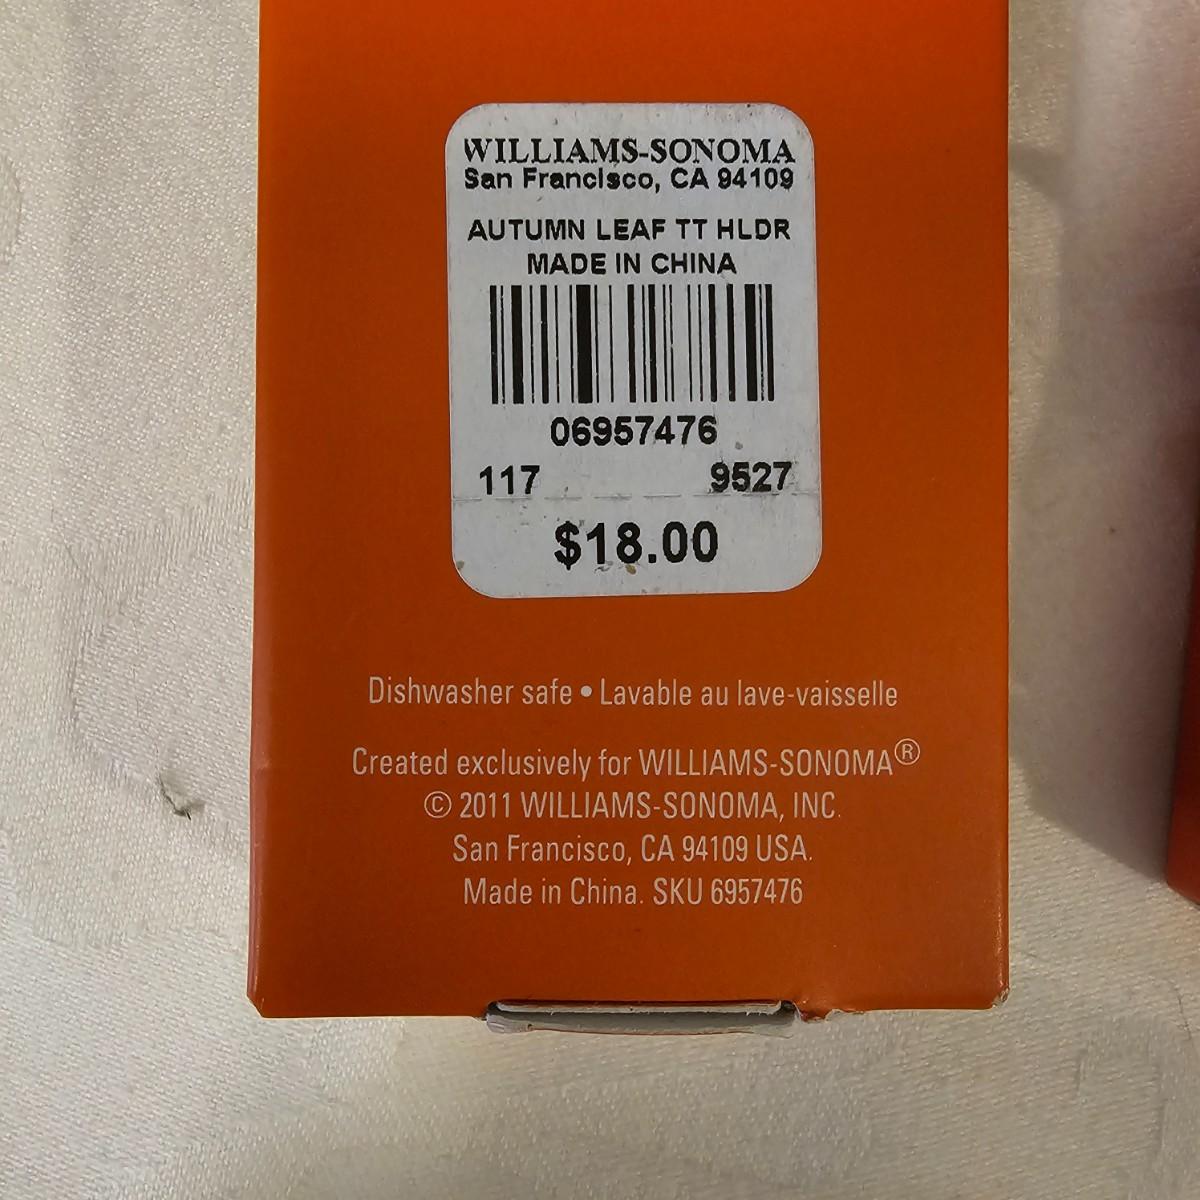 WILLIAMS-SONOMA
San Francisco, CA 94109
AUTUMN LEAF TT HLDR
MADE IN CHINA
06957476
117 9527
$18.00
Dishwasher safe • Lavable au lave-vaisselle
Created exclusively for WILLIAMS-SONOMA®
© 2011 WILLIAMS-SONOMA, INC.
San Francisco, CA 94109 USA.
Made in China. SKU 6957476